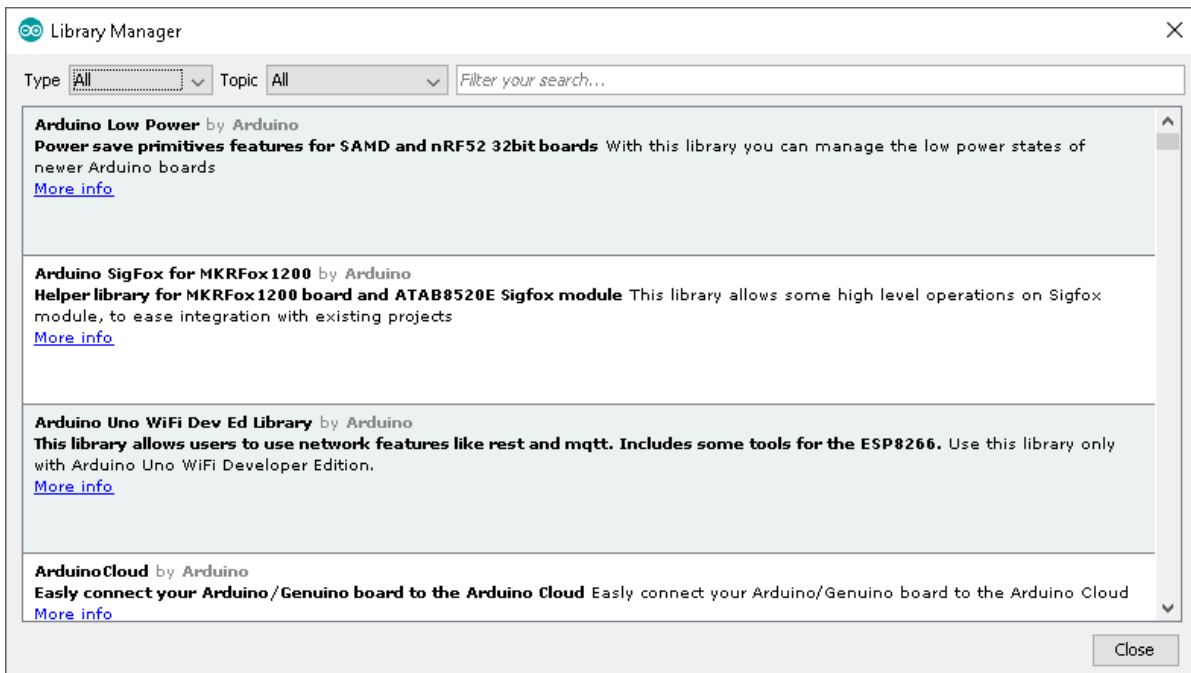 Library Manager
Type All Topic All Filter your search...
Arduino Low Power by Arduino
Power save primitives features for SAMD and nRF52 32bit boards With this library you can manage the low power states of
newer Arduino boards
More info
Arduino SigFox for MKRFox1200 by Arduino
Helper library for MKRFox1200 board and ATAB8520E Sigfox module This library allows some high level operations on Sigfox
module, to ease integration with existing projects
More info
Arduino Uno WiFi Dev Ed Library by Arduino
This library allows users to use network features like rest and mqtt. Includes some tools for the ESP8266. Use this library only
with Arduino Uno WiFi Developer Edition.
More info
ArduinoCloud by Arduino
Easly connect your Arduino/Genuino board to the Arduino Cloud Easly connect your Arduino/Genuino board to the Arduino Cloud
More info
Close